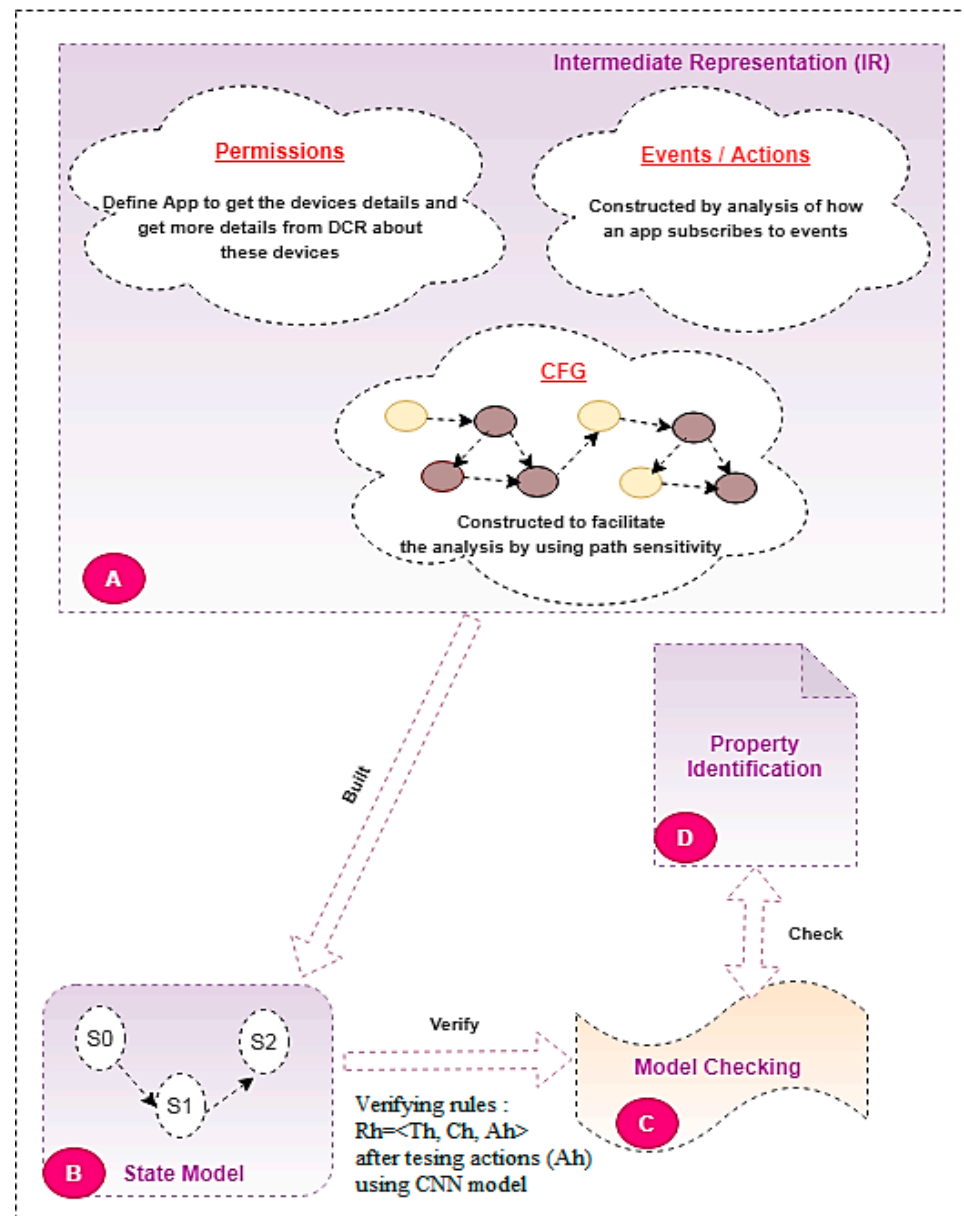 Intermediate Representation (IR)
Permissions
Define App to get the devices details and
get more details from DCR about
these devices
Events / Actions
Constructed by analysis of how
an app subscribes to events
CFG
Constructed to facilitate
the analysis by using path sensitivity
A
Built
Property
Identification
D
Check
S0
S2
S1
B
State Model
Verify
Verifying rules :
Rh=<Th, Ch, Ah>
after tesing actions (Ah)
using CNN model
Model Checking
C